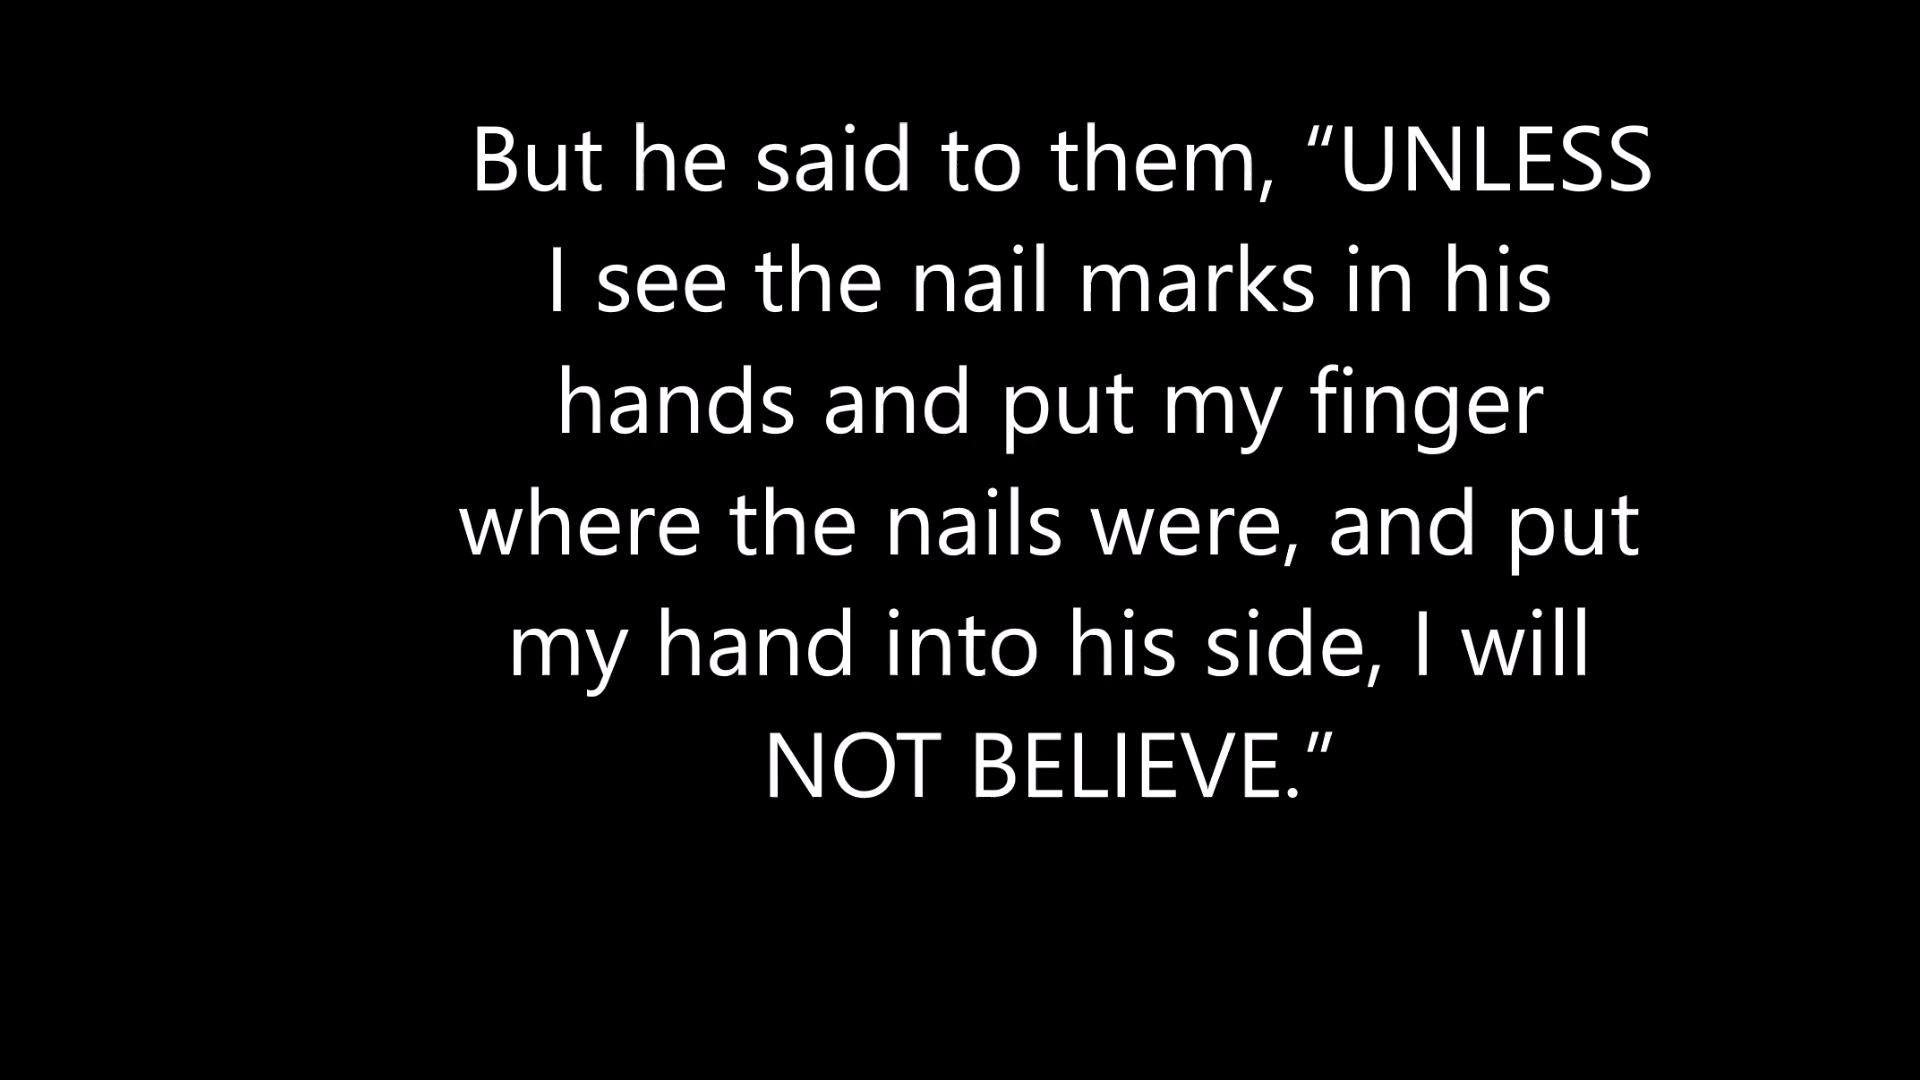 But he said to them, “UNLESS
I see the nail marks in his
hands and put my finger
where the nails were, and put
my hand into his side, I will
NOT BELIEVE.”